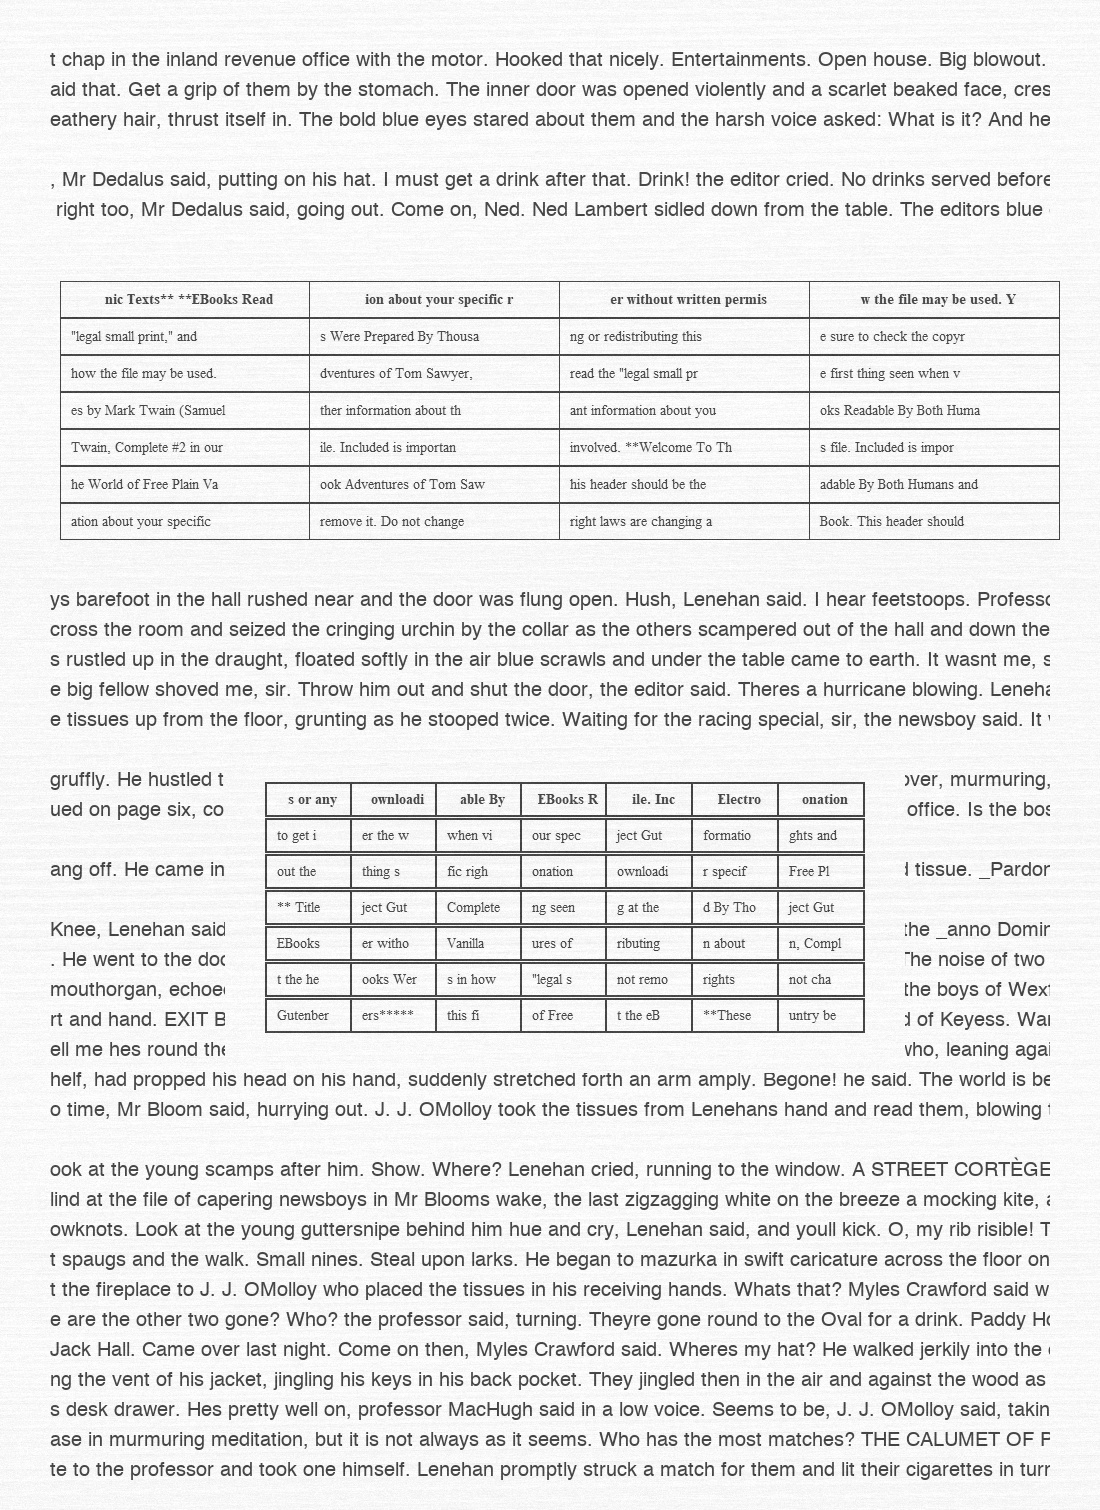 t chap in the inland revenue office with the motor. Hooked that nicely. Entertainments. Open house. Big blowout.
aid that. Get a grip of them by the stomach. The inner door was opened violently and a scarlet beaked face, cres
eathery hair, thrust itself in. The bold blue eyes stared about them and the harsh voice asked: What is it? And he
, Mr Dedalus said, putting on his hat. I must get a drink after that. Drink! the editor cried. No drinks served before
right too, Mr Dedalus said, going out. Come on, Ned. Ned Lambert sidled down from the table. The editors blue
nic Texts** **EBooks Read ion about your specific r er without written permis w the file may be used. Y
"legal small print," and s Were Prepared By Thousa ng or redistributing this e sure to check the copyr
how the file may be used. dventures of Tom Sawyer, read the "legal small pr e first thing seen when v
es by Mark Twain (Samuel ther information about th ant information about you oks Readable By Both Huma
Twain, Complete #2 in our ile. Included is importan involved. **Welcome To Th s file. Included is impor
he World of Free Plain Va ook Adventures of Tom Saw his header should be the adable By Both Humans and
ation about your specific remove it. Do not change right laws are changing a Book. This header should
ys barefoot in the hall rushed near and the door was flung open. Hush, Lenehan said. I hear feetstoops. Professo
cross the room and seized the cringing urchin by the collar as the others scampered out of the hall and down the
s rustled up in the draught, floated softly in the air blue scrawls and under the table came to earth. It wasnt me, s
e big fellow shoved me, sir. Throw him out and shut the door, the editor said. Theres a hurricane blowing. Leneha
e tissues up from the floor, grunting as he stooped twice. Waiting for the racing special, sir, the newsboy said. It
gruffly. He hustled t over, murmuring,
ued on page six, co office. Is the bos
ang off. He came in tissue. _Pardon
Knee, Lenehan said the _anno Domin
. He went to the doo The noise of two
mouthorgan, echoed the boys of Wexf
rt and hand. EXIT B of Keyess. Wan
ell me hes round the who, leaning agai
s or any ownloadi able By EBooks R ile. Inc Electro onation
to get i er the w when vi our spec ject Gut formatio ghts and
out the thing s fic righ onation ownloadi r specif Free Pl
** Title ject Gut Complete ng seen g at the d By Tho ject Gut
EBooks er witho Vanilla ures of ributing n about n, Compl
t the he ooks Wer s in how "legal s not remo rights not cha
Gutenber ers***** this fi of Free t the eB **These untry be
helf, had propped his head on his hand, suddenly stretched forth an arm amply. Begone! he said. The world is be
o time, Mr Bloom said, hurrying out. J. J. OMolloy took the tissues from Lenehans hand and read them, blowing
ook at the young scamps after him. Show. Where? Lenehan cried, running to the window. A STREET CORTÈGE
lind at the file of capering newsboys in Mr Blooms wake, the last zigzagging white on the breeze a mocking kite, a
owknots. Look at the young guttersnipe behind him hue and cry, Lenehan said, and youll kick. O, my rib risible! T
t spaugs and the walk. Small nines. Steal upon larks. He began to mazurka in swift caricature across the floor on
t the fireplace to J. J. OMolloy who placed the tissues in his receiving hands. Whats that? Myles Crawford said w
e are the other two gone? Who? the professor said, turning. Theyre gone round to the Oval for a drink. Paddy Ho
Jack Hall. Came over last night. Come on then, Myles Crawford said. Wheres my hat? He walked jerkily into the
ng the vent of his jacket, jingling his keys in his back pocket. They jingled then in the air and against the wood as
s desk drawer. Hes pretty well on, professor MacHugh said in a low voice. Seems to be, J. J. OMolloy said, takin
ase in murmuring meditation, but it is not always as it seems. Who has the most matches? THE CALUMET OF P
te to the professor and took one himself. Lenehan promptly struck a match for them and lit their cigarettes in turn